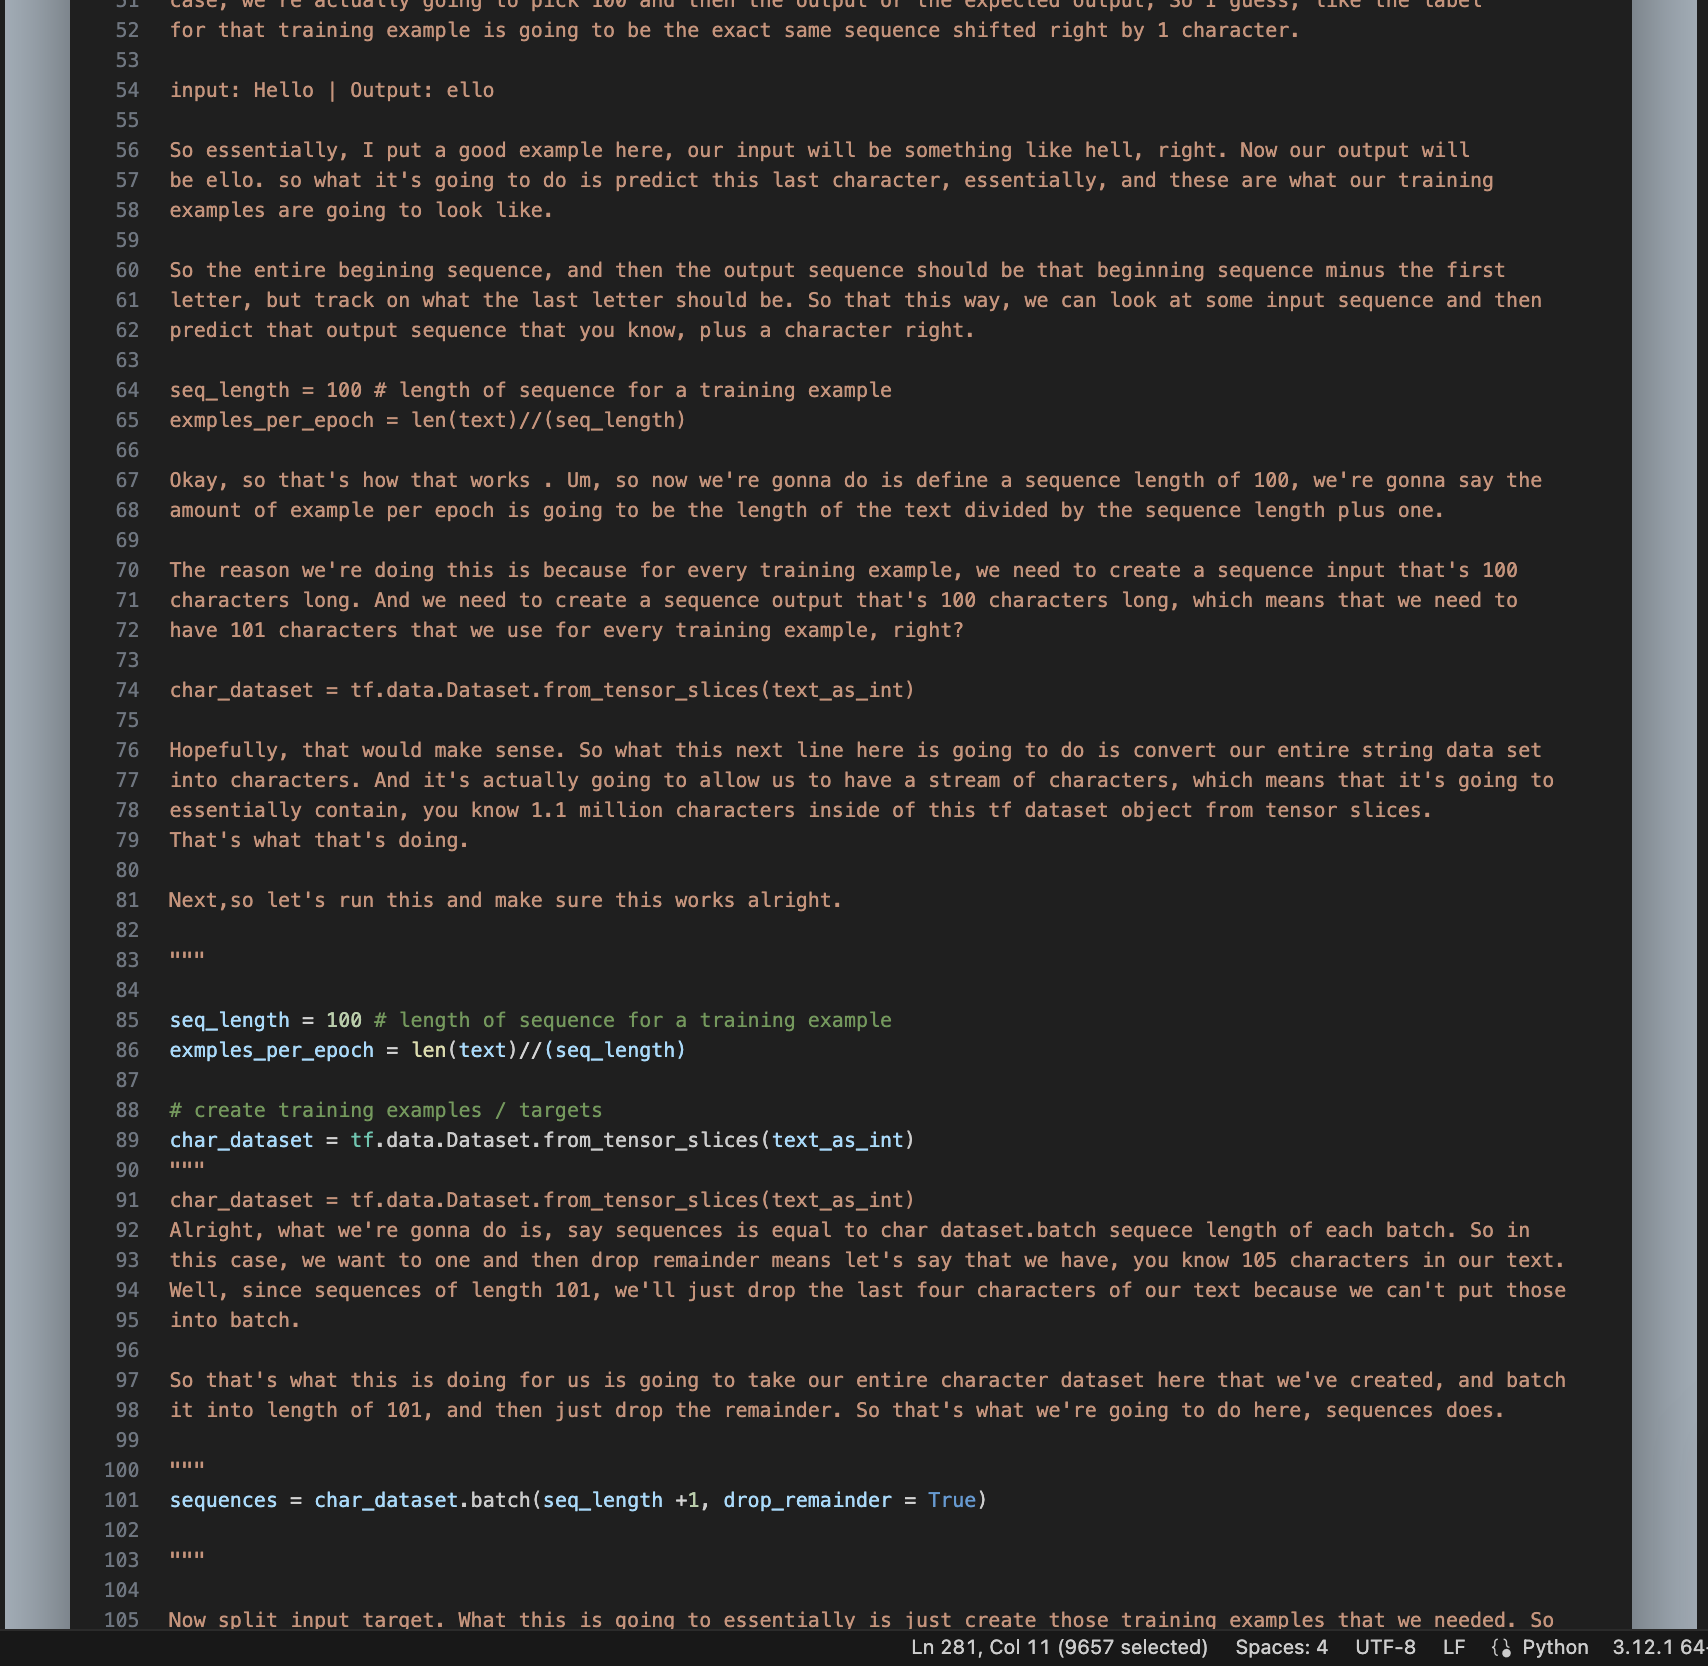 51 case, we're actually going to pick 100 and then the output or the expected output, So I guess, like the label
52 for that training example is going to be the exact same sequence shifted right by 1 character.
53
54 input: Hello | Output: ello
55
56 So essentially, I put a good example here, our input will be something like hell, right. Now our output will
57 be ello. so what it's going to do is predict this last character, essentially, and these are what our training
58 examples are going to look like.
59
60 So the entire begining sequence, and then the output sequence should be that beginning sequence minus the first
61 letter, but track on what the last letter should be. So that this way, we can look at some input sequence and then
62 predict that output sequence that you know, plus a character right.
63
64 seq_length = 100 # length of sequence for a training example
65 exmples_per_epoch = len(text)//(seq_length)
66
67 Okay, so that's how that works . Um, so now we're gonna do is define a sequence length of 100, we're gonna say the
68 amount of example per epoch is going to be the length of the text divided by the sequence length plus one.
69
70 The reason we're doing this is because for every training example, we need to create a sequence input that's 100
71 characters long. And we need to create a sequence output that's 100 characters long, which means that we need to
72 have 101 characters that we use for every training example, right?
73
74 char_dataset = tf.data.Dataset.from_tensor_slices(text_as_int)
75
76 Hopefully, that would make sense. So what this next line here is going to do is convert our entire string data set
77 into characters. And it's actually going to allow us to have a stream of characters, which means that it's going to
78 essentially contain, you know 1.1 million characters inside of this tf dataset object from tensor slices.
79 That's what that's doing.
80
81 Next,so let's run this and make sure this works alright.
82
83 """
84
85 seq_length = 100 # length of sequence for a training example
86 exmples_per_epoch = len(text)//(seq_length)
87
88 # create training examples / targets
89 char_dataset = tf.data.Dataset.from_tensor_slices(text_as_int)
90 """
91 char_dataset = tf.data.Dataset.from_tensor_slices(text_as_int)
92 Alright, what we're gonna do is, say sequences is equal to char dataset.batch sequece length of each batch. So in
93 this case, we want to one and then drop remainder means let's say that we have, you know 105 characters in our text.
94 Well, since sequences of length 101, we'll just drop the last four characters of our text because we can't put those
95 into batch.
96
97 So that's what this is doing for us is going to take our entire character dataset here that we've created, and batch
98 it into length of 101, and then just drop the remainder. So that's what we're going to do here, sequences does.
99
100 """
101 sequences = char_dataset.batch(seq_length +1, drop_remainder = True)
102
103 """
104
105 Now split input target. What this is going to essentially is just create those training examples that we needed. So
Ln 281, Col 11 (9657 selected) Spaces: 4 UTF-8 LF Python 3.12.1 64-